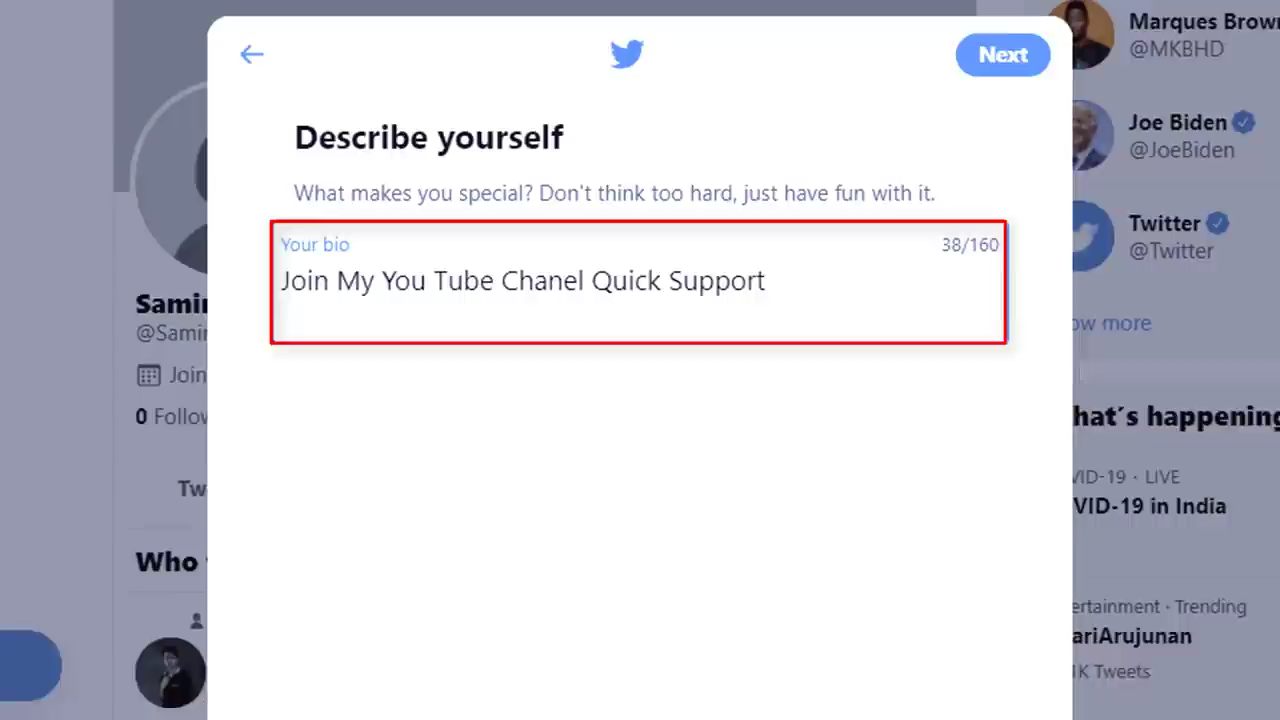 Next
Describe yourself
What makes you special? Don't think too hard, just have fun with it.
Your bio
38/160
Join My You Tube Chanel Quick Support
Samin
@Samin
Join
0 Follow
Tw
Who
Marques Brown
@MKBHD
Joe Biden
@JoeBiden
Twitter
@Twitter
ow more
hat's happening
VID-19 · LIVE
VID-19 in India
ertainment · Trending
ariArujunan
1K Tweets